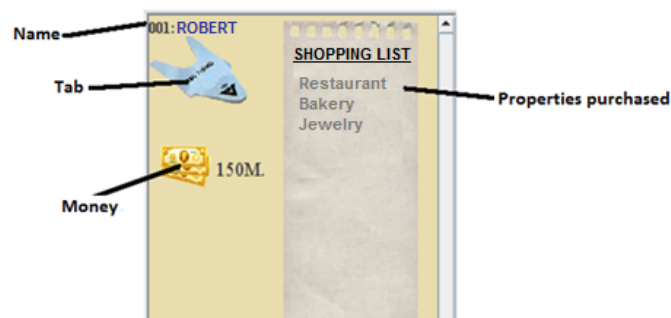 Name
001: ROBERT
SHOPPING LIST
Tab
Restaurant
Bakery
Jewelry
Properties purchased
150M.
Money